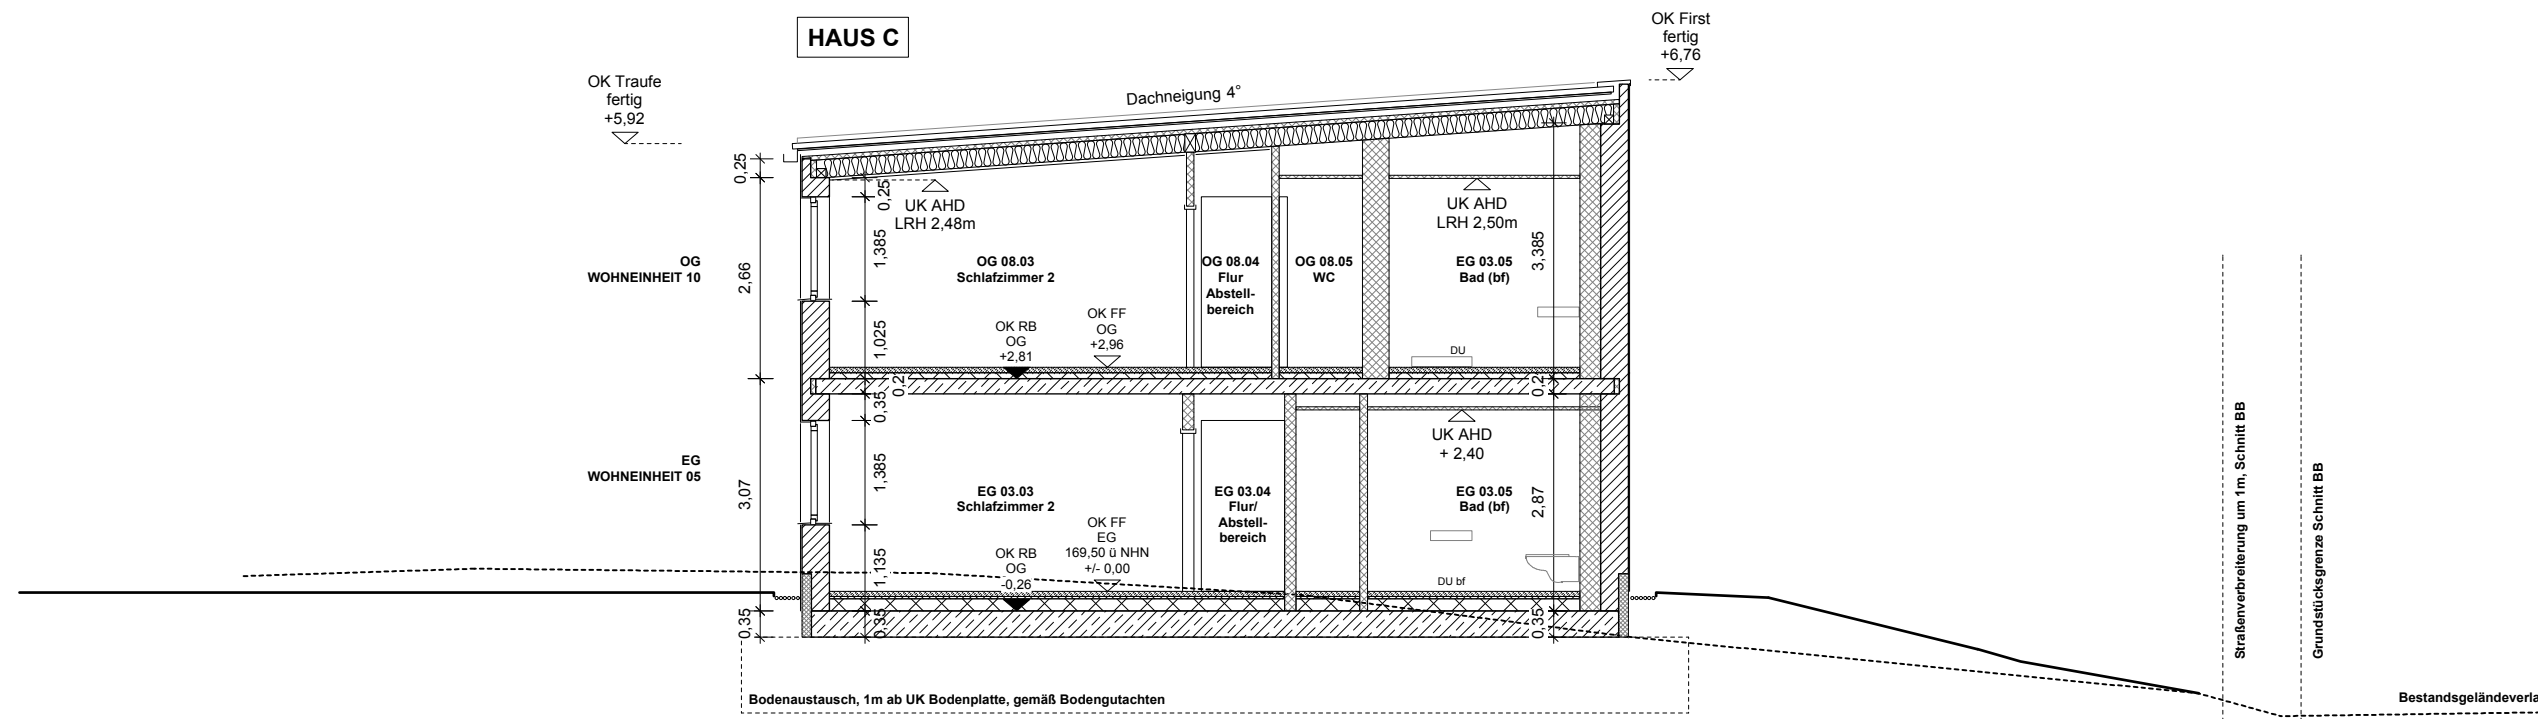 HAUS C
OK First
fertig
+6,76
OK Traufe
fertig
+5,92
Dachneigung 4°
0,25
2,66
3,07
0,35
0,25
1,385
1,025
0,2
0,35
1,385
1,135
0,35
UK AHD
LRH 2,48m
UK AHD
LRH 2,50m
3,385
OG
WOHNEINHEIT 10
OG 08.03
Schlafzimmer 2
OG 08.04
Flur
Abstell-
bereich
OG 08.05
WC
EG 03.05
Bad (bf)
OK RB
OG
+2,81
OK FF
OG
+2,96
DU
0,2
UK AHD
+ 2,40
EG
WOHNEINHEIT 05
EG 03.03
Schlafzimmer 2
EG 03.04
Flur/
Abstell-
bereich
EG 03.05
Bad (bf)
2,87
OK RB
OG
-0,26
OK FF
EG
169,50 ü NHN
+/- 0,00
DU bf
0,35
Bodenaustausch, 1m ab UK Bodenplatte, gemäß Bodengutachten
Straßenverbreiterung um 1m, Schnitt BB
Grundstücksgrenze Schnitt BB
Bestandsgeländeverla